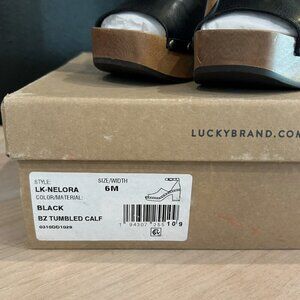 LUCKYBRAND.COM
STYLE:
LK-NELORA
SIZE/WIDTH
6M
COLOR/MATERIAL:
BLACK
BZ TUMBLED CALF